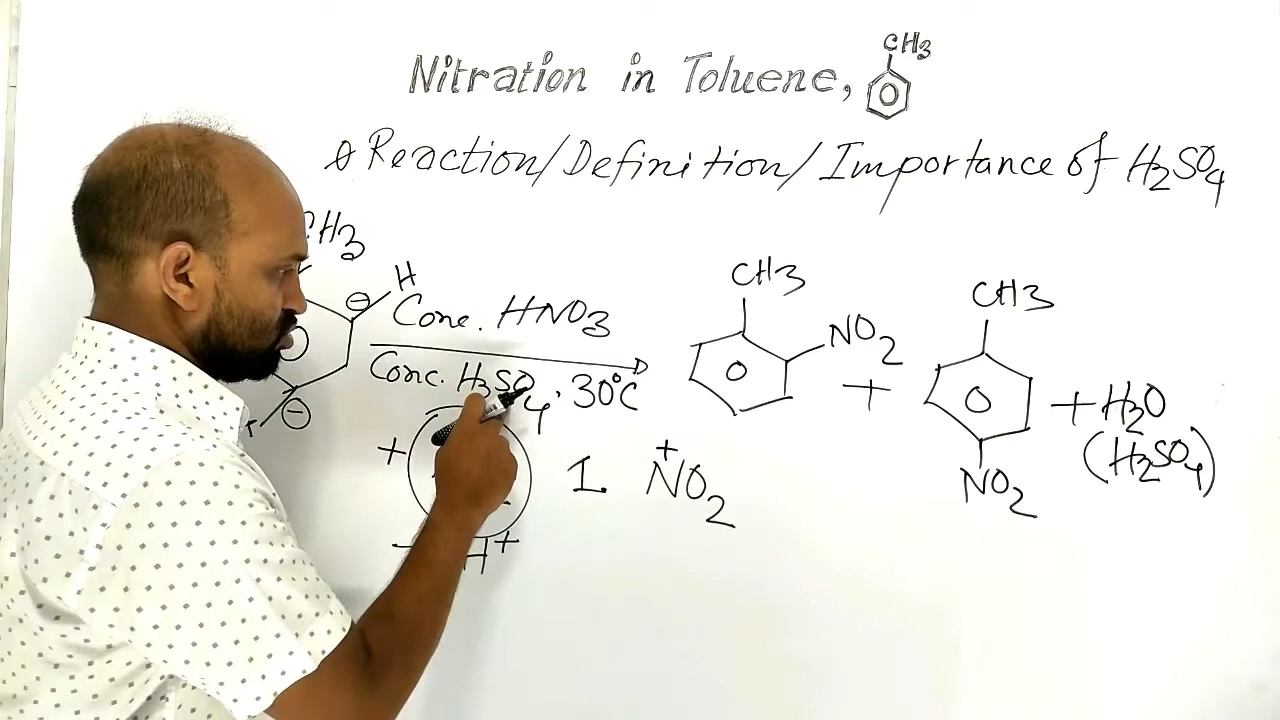 Nitration in Toluene, CH3
Reaction/Definition/Importance of H2SO4
CH3
H
Conc. HNO3
Conc. H2SO4. 30°C
CH3
NO2
+
CH3
NO2
+ H2O
(H2SO4)
+
1 NO2
+
H+